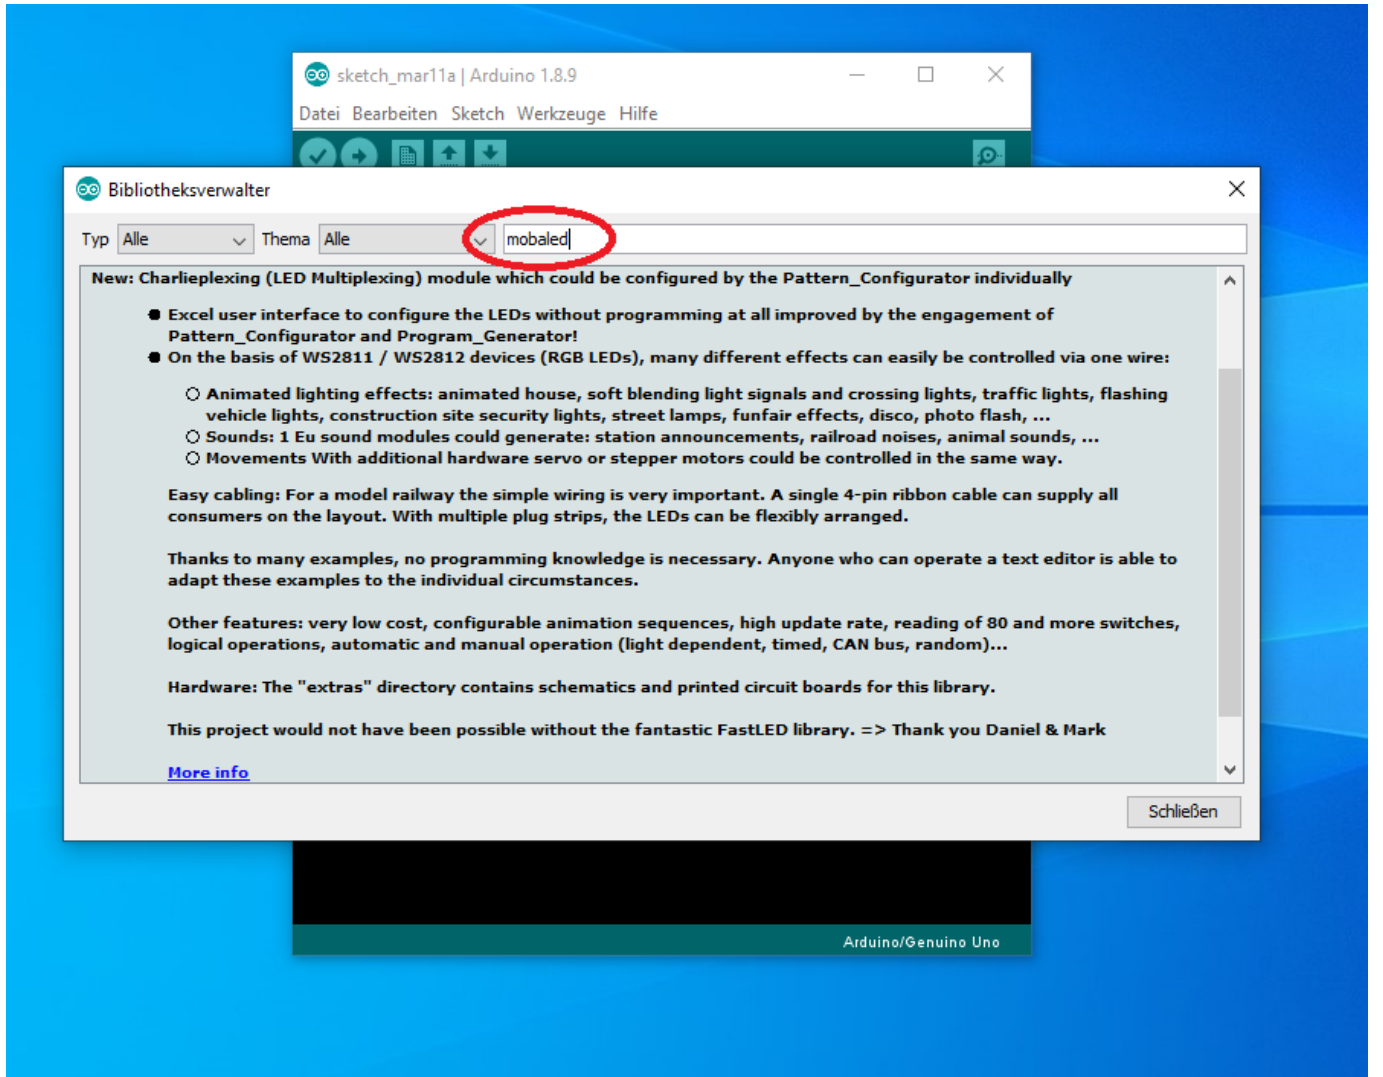 sketch_mar11a | Arduino 1.8.9
Datei Bearbeiten Sketch Werkzeuge Hilfe
Bibliotheksverwalter
Typ Alle Thema Alle mobaled
New: Charlieplexing (LED Multiplexing) module which could be configured by the Pattern_Configurator individually
Excel user interface to configure the LEDs without programming at all improved by the engagement of
Pattern_Configurator and Program_Generator!
On the basis of WS2811 / WS2812 devices (RGB LEDs), many different effects can easily be controlled via one wire:
Animated lighting effects: animated house, soft blending light signals and crossing lights, traffic lights, flashing
vehicle lights, construction site security lights, street lamps, funfair effects, disco, photo flash, ...
Sounds: 1 Eu sound modules could generate: station announcements, railroad noises, animal sounds, ...
Movements With additional hardware servo or stepper motors could be controlled in the same way.
Easy cabling: For a model railway the simple wiring is very important. A single 4-pin ribbon cable can supply all
consumers on the layout. With multiple plug strips, the LEDs can be flexibly arranged.
Thanks to many examples, no programming knowledge is necessary. Anyone who can operate a text editor is able to
adapt these examples to the individual circumstances.
Other features: very low cost, configurable animation sequences, high update rate, reading of 80 and more switches,
logical operations, automatic and manual operation (light dependent, timed, CAN bus, random)...
Hardware: The "extras" directory contains schematics and printed circuit boards for this library.
This project would not have been possible without the fantastic FastLED library. => Thank you Daniel & Mark
More info
Schließen
Arduino/Genuino Uno